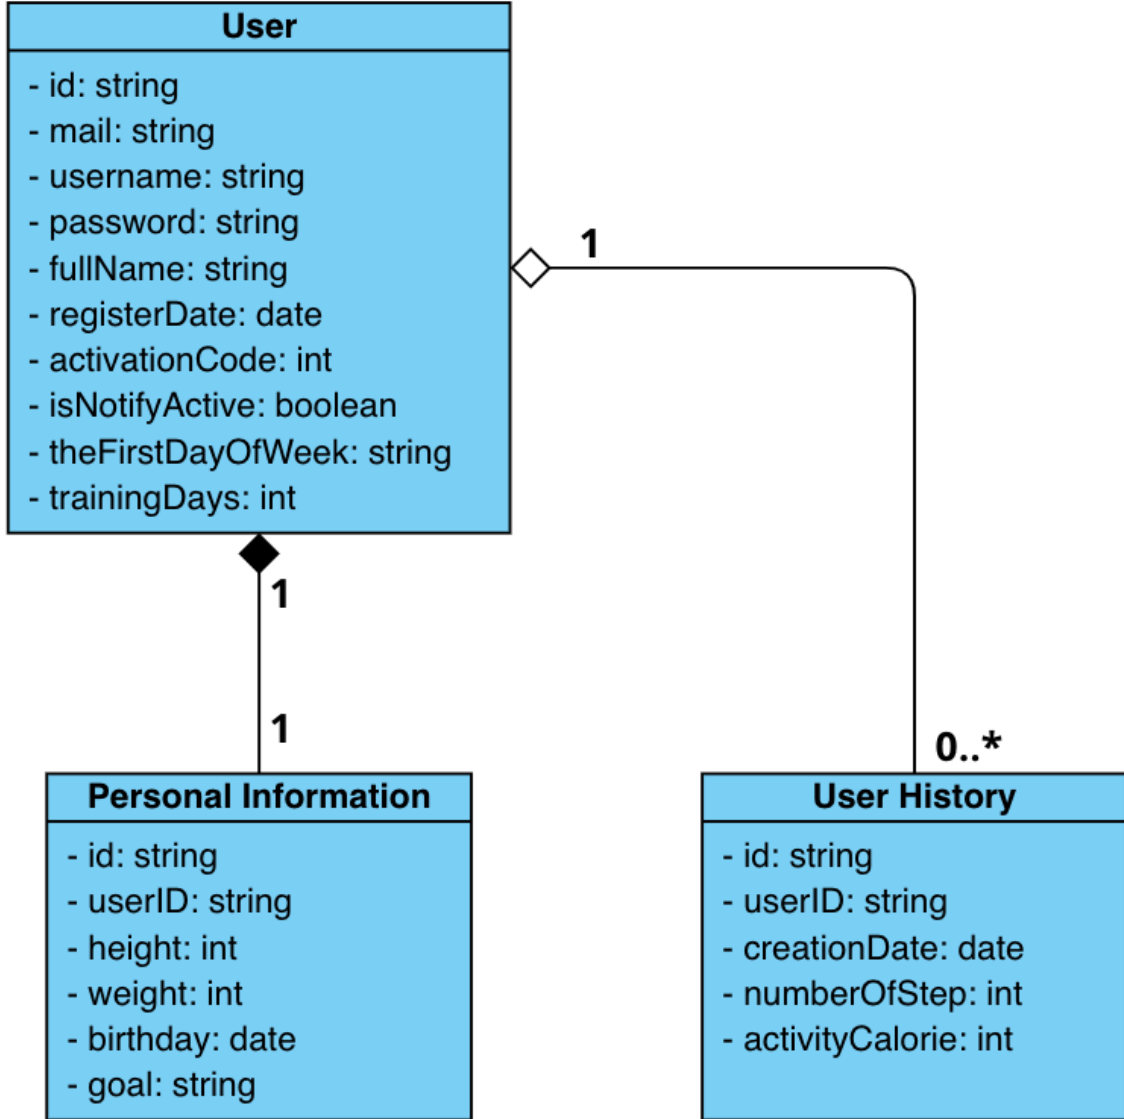 User
- id: string
- mail: string
- username: string
- password: string
- fullName: string
- registerDate: date
- activationCode: int
- isNotifyActive: boolean
- theFirstDayOfWeek: string
- trainingDays: int
1
1
1
0..*
Personal Information
- id: string
- userID: string
- height: int
- weight: int
- birthday: date
- goal: string
User History
- id: string
- userID: string
- creationDate: date
- numberOfStep: int
- activityCalorie: int